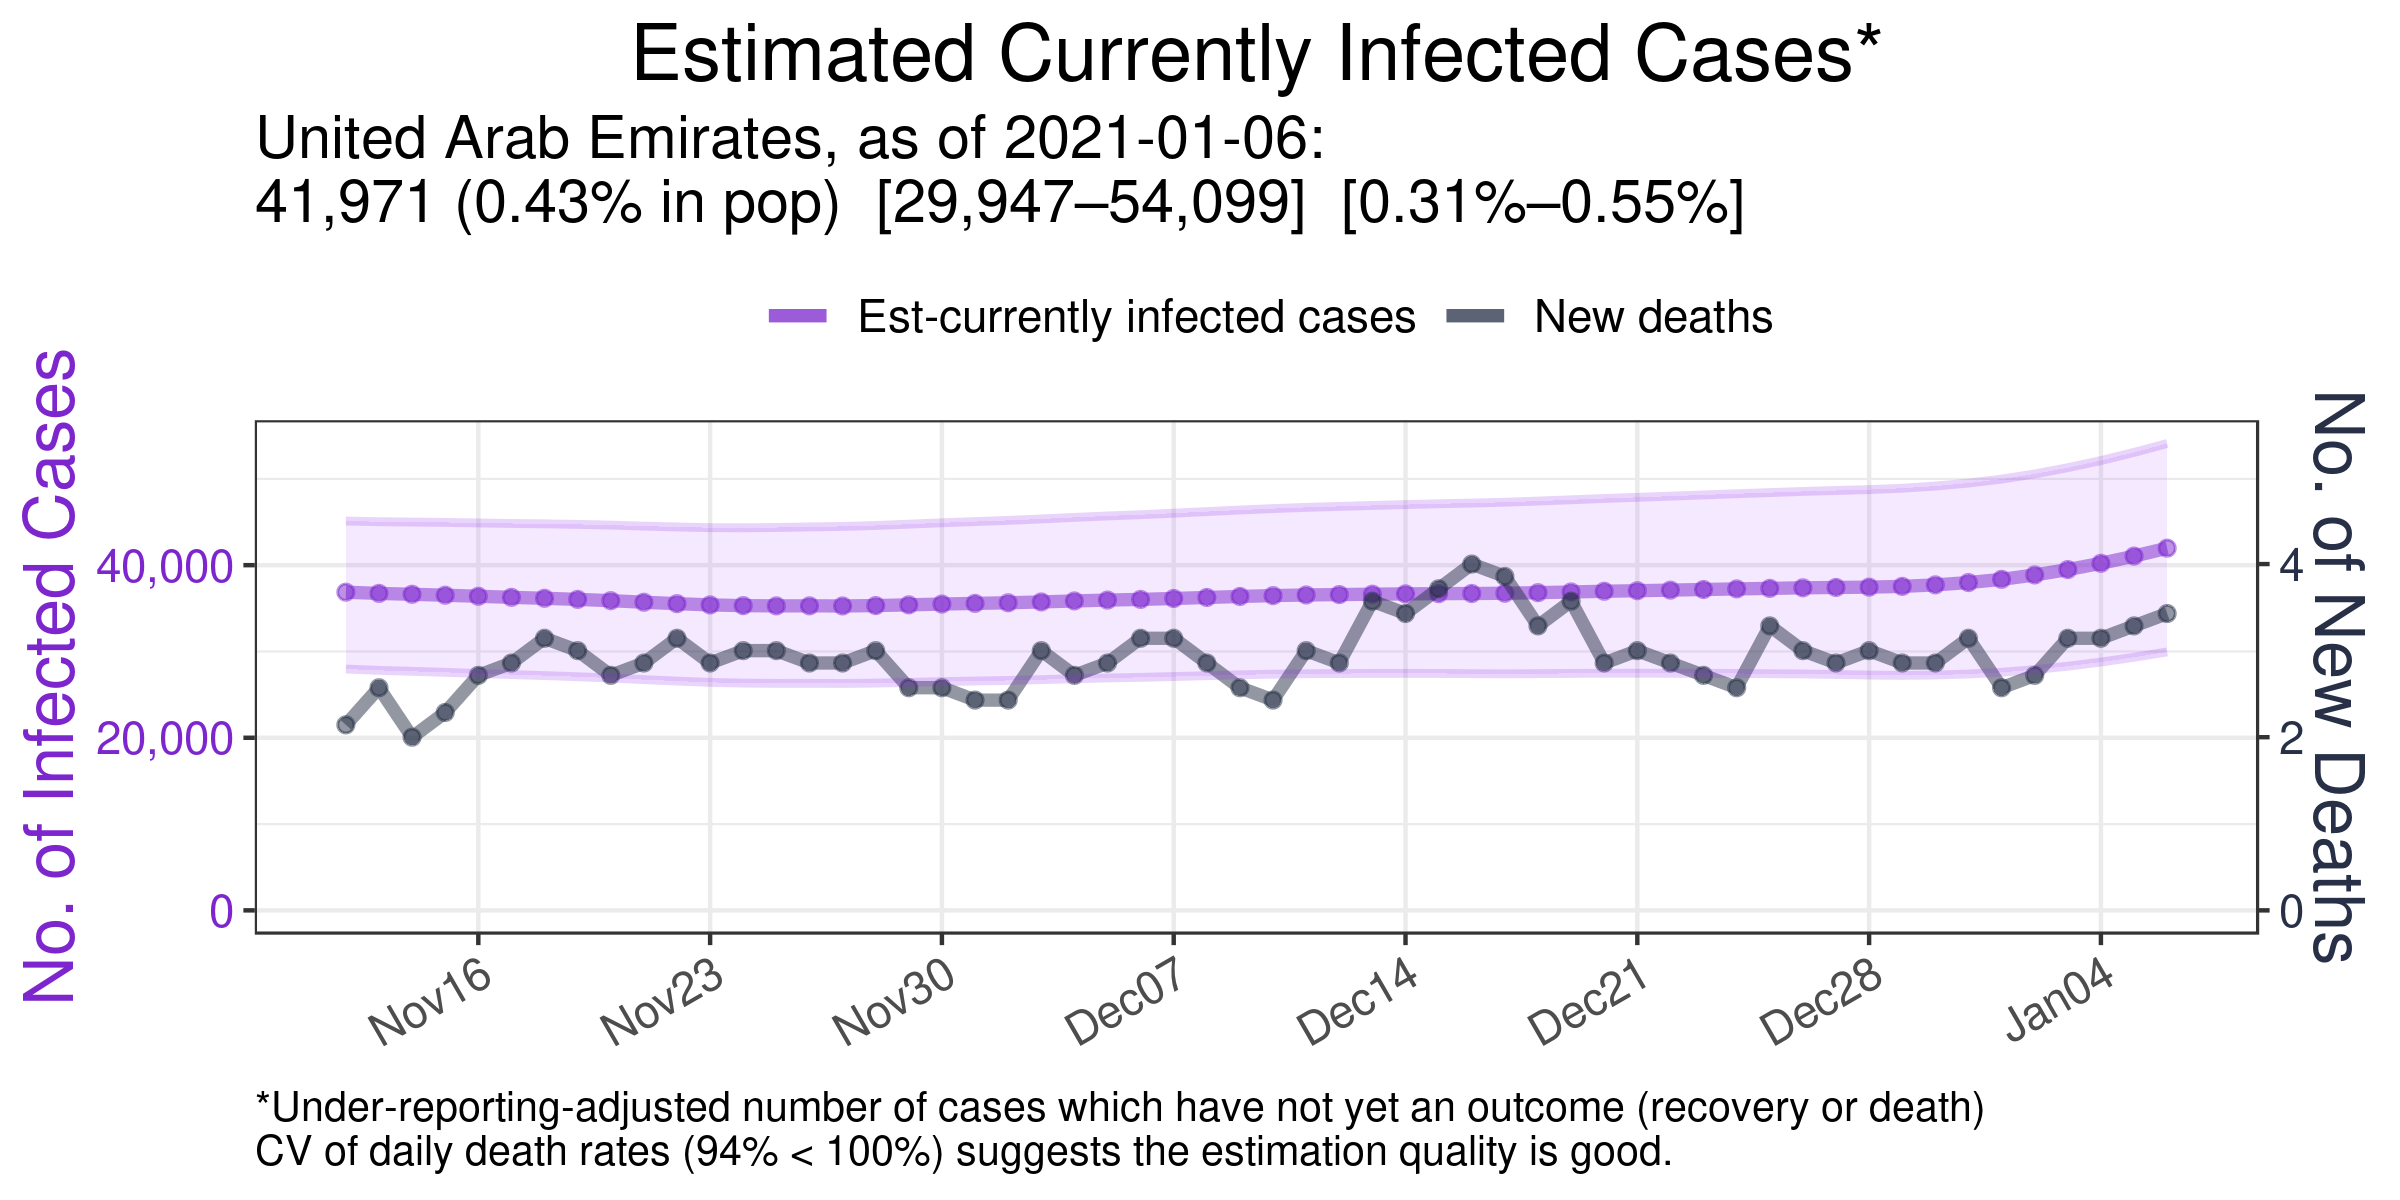 Estimated Currently Infected Cases*
United Arab Emirates, as of 2021-01-06:
41,971 (0.43% in pop)  [29,947–54,099]  [0.31%–0.55%]
Est-currently infected cases
New deaths
No. of Infected Cases
40,000
20,000
0
No. of New Deaths
4
2
0
Nov16
Nov23
Nov30
Dec07
Dec14
Dec21
Dec28
Jan04
*Under-reporting-adjusted number of cases which have not yet an outcome (recovery or death)
CV of daily death rates (94% < 100%) suggests the estimation quality is good.